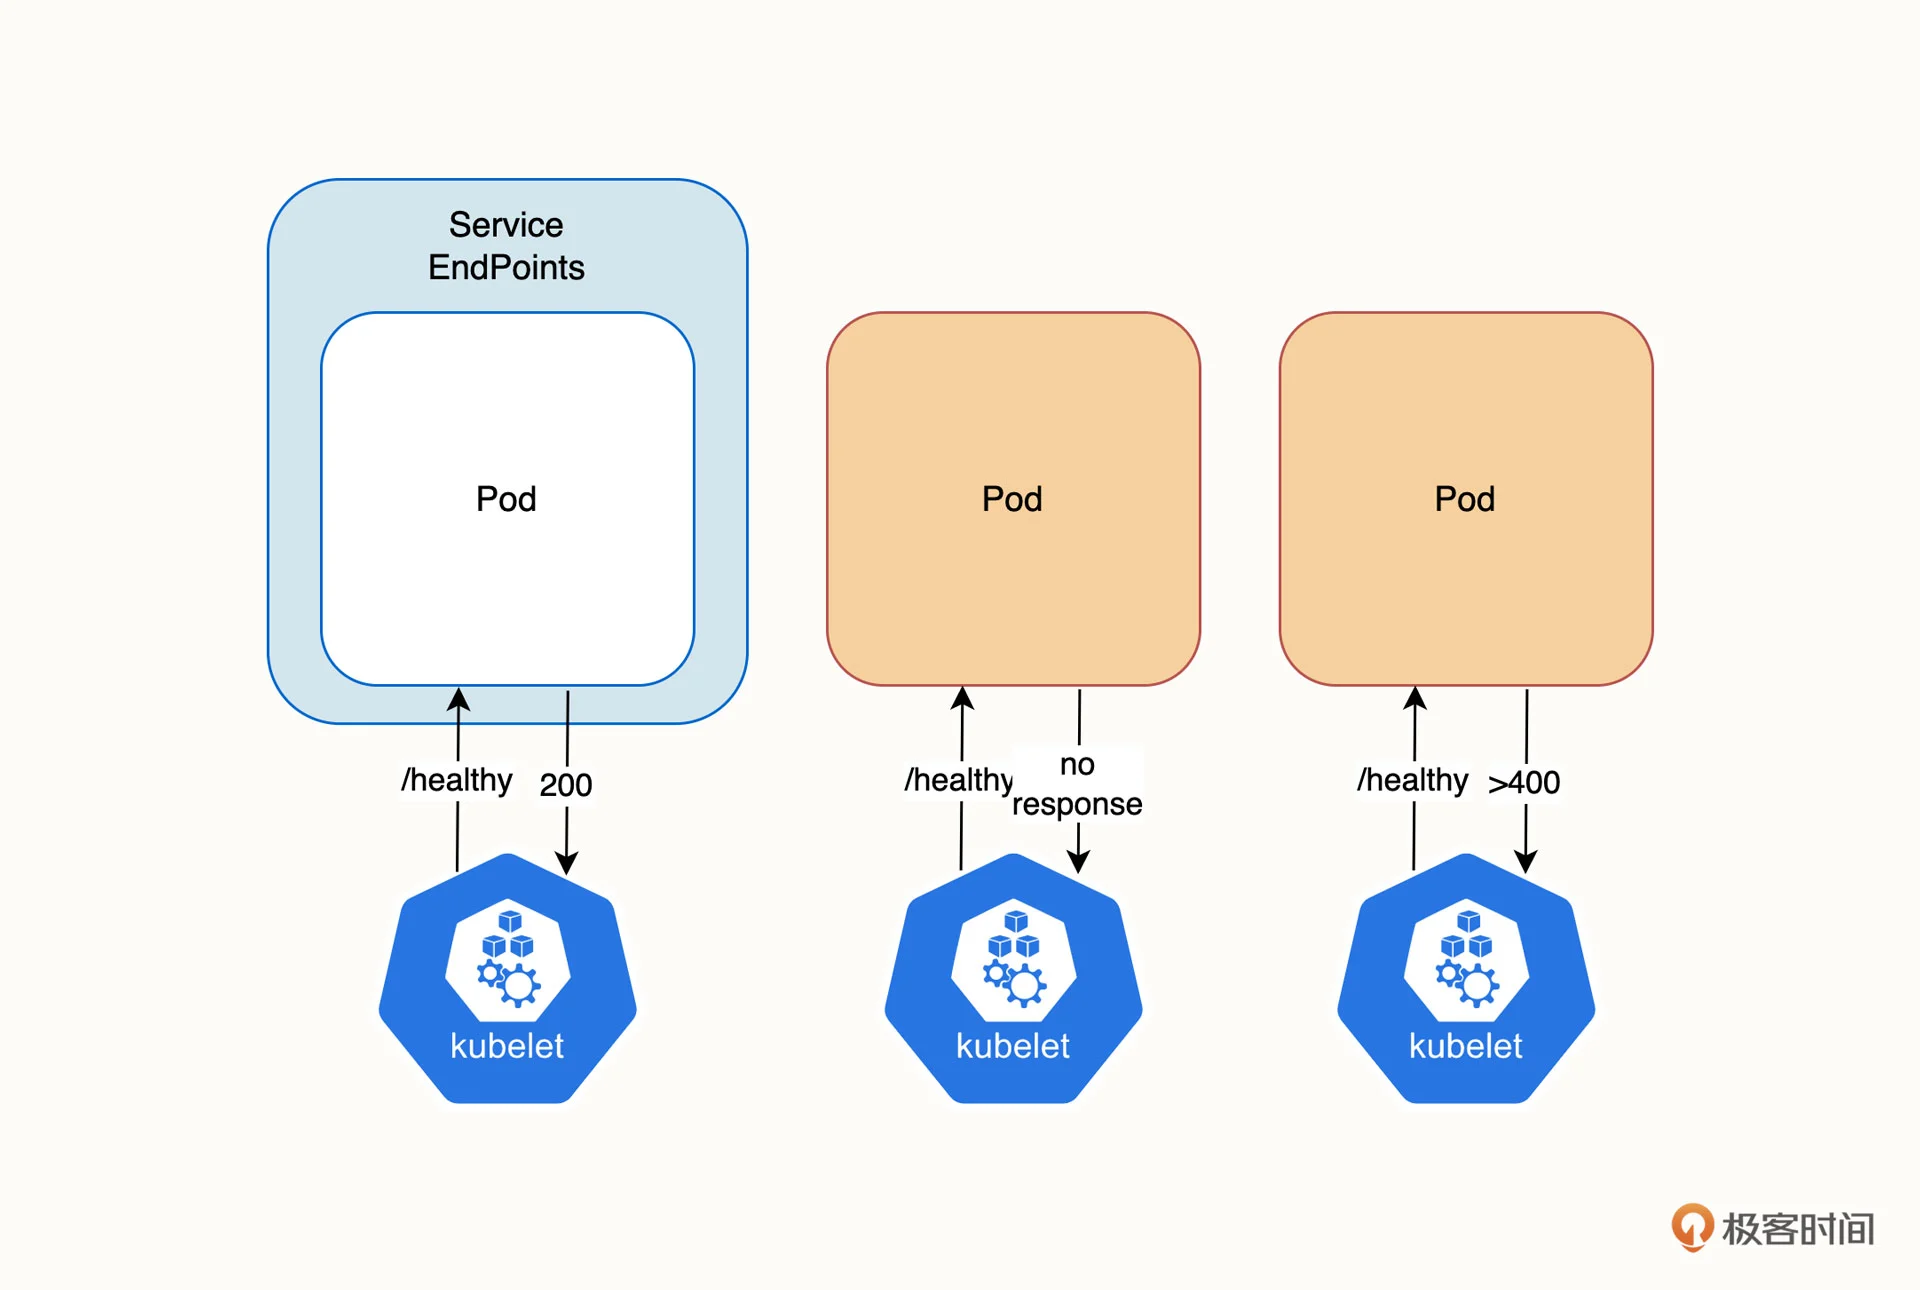 Service
EndPoints
Pod
Pod
Pod
/healthy
200
/healthy
no
response
/healthy
>400
kubelet
kubelet
kubelet
极客时间